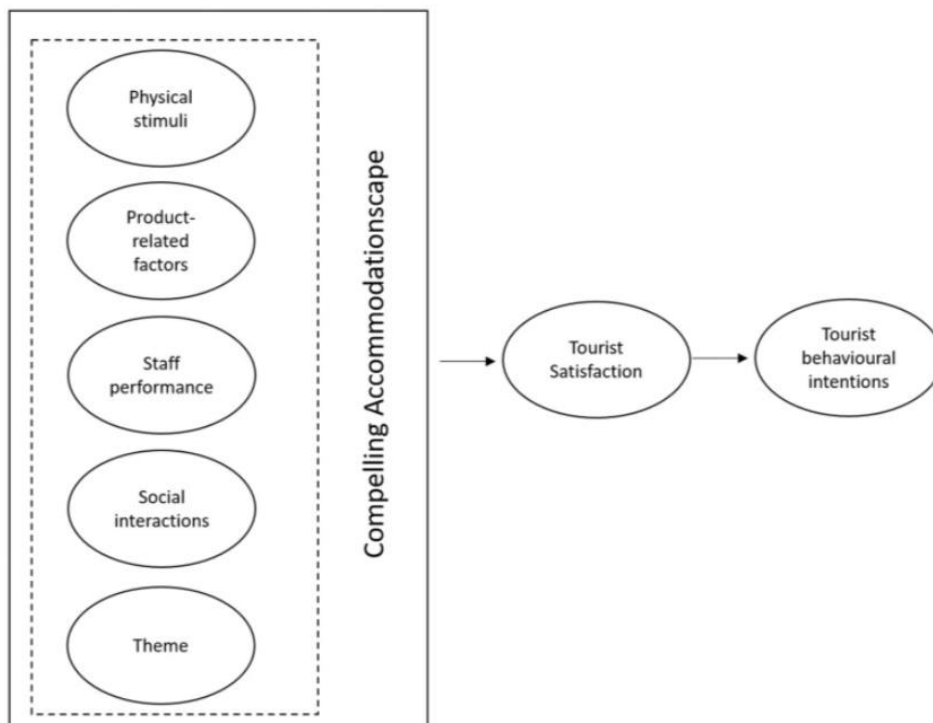 Physical
stimuli
Product-
related
factors
Staff
performance
Social
interactions
Theme
Compelling Accommodationscape
Tourist
Satisfaction
Tourist
behavioural
intentions